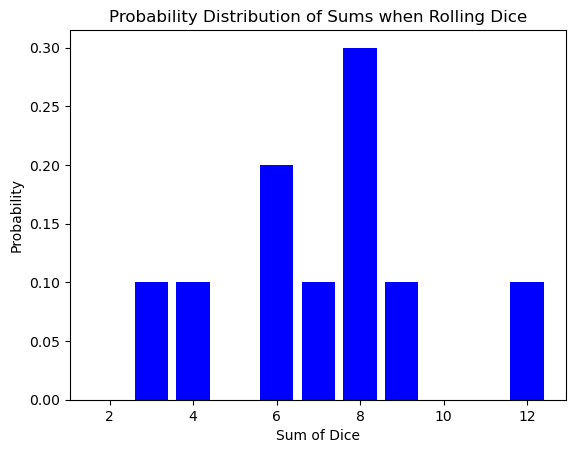 Probability Distribution of Sums when Rolling Dice
0.30
0.25
0.20
0.15
0.10
0.05
0.00
Probability
2 4 6 8 10 12
Sum of Dice